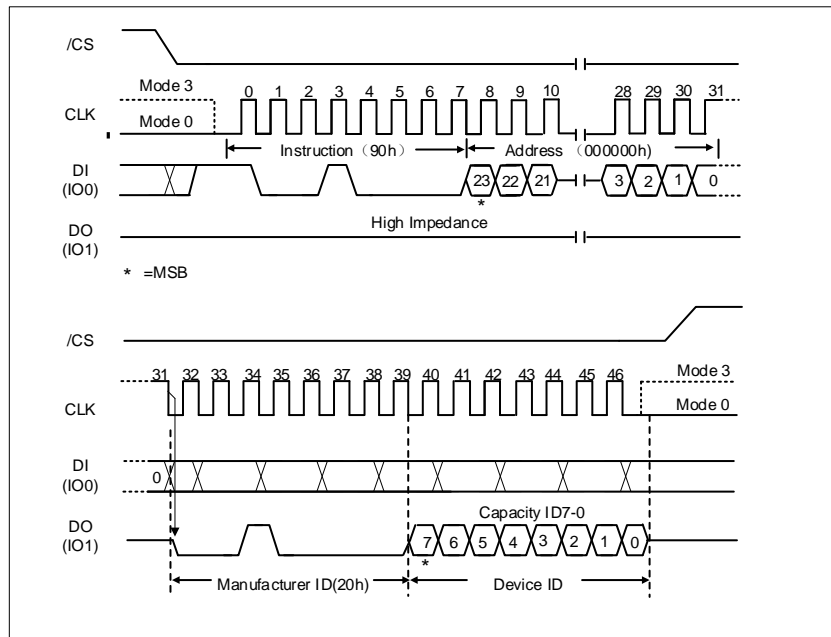 /CS
Mode 3
0 1 2 3 4 5 6 7 8 9 10 28 29 30 31
CLK
Mode 0
Instruction（90h） Address （000000h）
DI
(IO0)
23 22 21 3 2 1 0
*
High Impedance
DO
(IO1)
* =MSB
/CS
31 32 33 34 35 36 37 38 39 40 41 42 43 44 45 46
Mode 3
CLK
Mode 0
DI
(IO0)
0
Capacity ID7-0
DO
(IO1)
7 6 5 4 3 2 1 0
*
Manufacturer ID(20h) Device ID